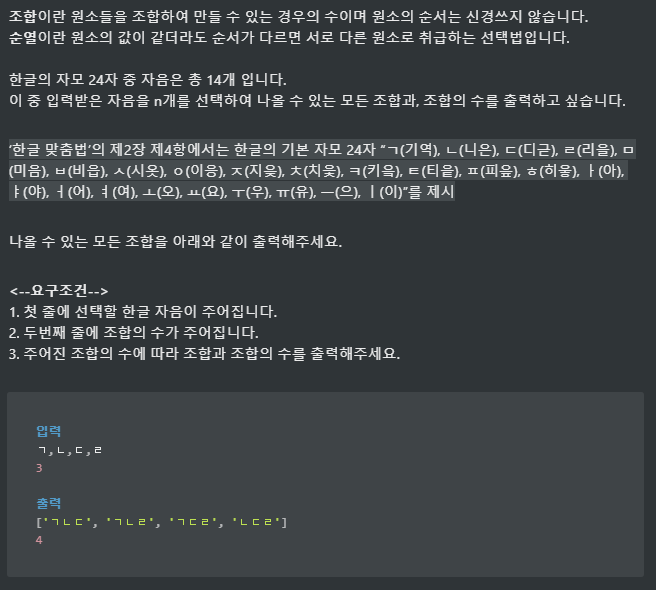 조합이란 원소들을 조합하여 만들 수 있는 경우의 수이며 원소의 순서는 신경쓰지 않습니다.
순열이란 원소의 값이 같더라도 순서가 다르면 서로 다른 원소로 취급하는 선택법입니다.
한글의 자모 24자 중 자음은 총 14개 입니다.
이 중 입력받은 자음을 n개를 선택하여 나올 수 있는 모든 조합과, 조합의 수를 출력하고 싶습니다.
‘한글 맞춤법’의 제2장 제4항에서는 한글의 기본 자모 24자 “ㄱ(기역), ㄴ(니은), ㄷ(디귿), ㄹ(리을), ㅁ
(미음), ㅂ(비읍), ㅅ(시옷), ㅇ(이응), ㅈ(지읒), ㅊ(치읓), ㅋ(키읔), ㅌ(티읕), ㅍ(피읖), ㅎ(히읗), ㅏ(아),
ㅑ(야), ㅓ(어), ㅕ(여), ㅗ(오), ㅛ(요), ㅜ(우), ㅠ(유), ㅡ(으), ㅣ(이)”를 제시
나올 수 있는 모든 조합을 아래와 같이 출력해주세요.
<--요구조건-->
1. 첫 줄에 선택할 한글 자음이 주어집니다.
2. 두번째 줄에 조합의 수가 주어집니다.
3. 주어진 조합의 수에 따라 조합과 조합의 수를 출력해주세요.
입력
ㄱ,ㄴ,ㄷ,ㄹ
3
출력
['ㄱㄴㄷ', 'ㄱㄴㄹ', 'ㄱㄷㄹ', 'ㄴㄷㄹ']
4